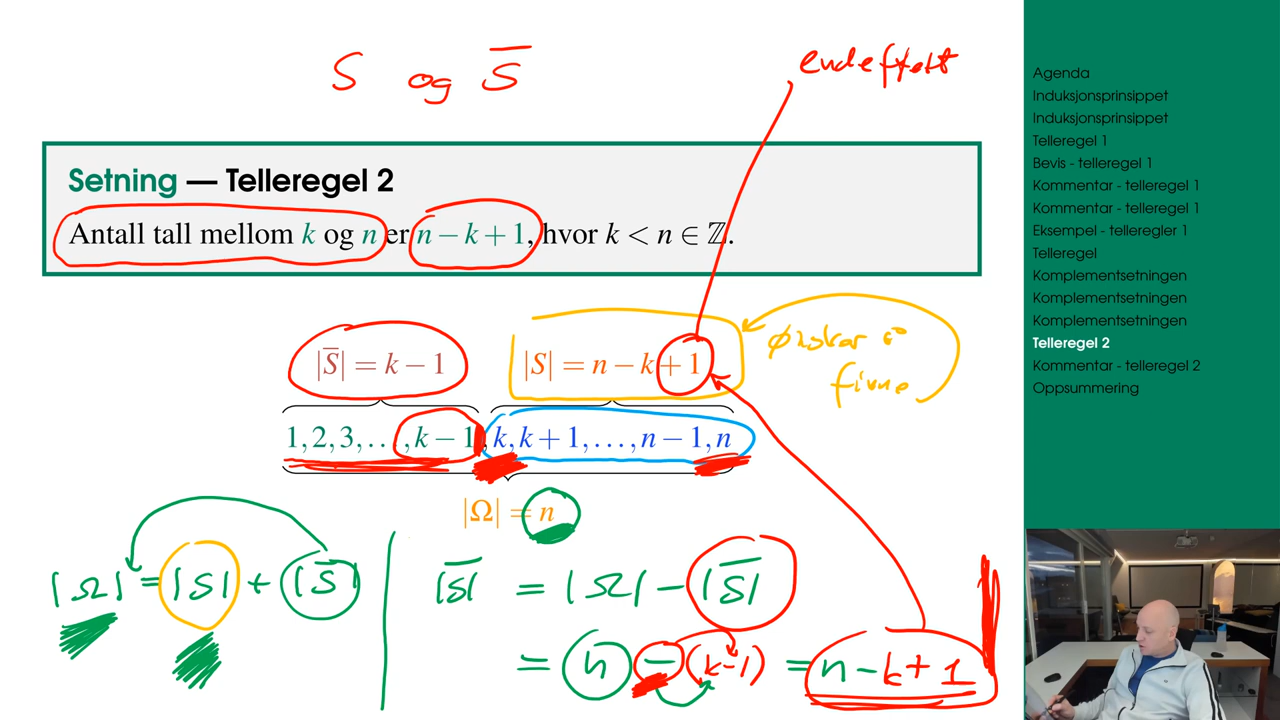 S og S̅
endeffekt
Setning — Telleregel 2
Antall tall mellom k og n er n − k + 1, hvor k < n ∈ ℤ.
|S̅| = k − 1
|S| = n − k + 1
Ønsker å
finne
1, 2, 3, . . . , k − 1, k, k + 1, . . . , n − 1, n
|Ω| = n
|Ω| = |S| + |S̅|
|S̅| = |Ω| − |S̅|
= n − (k−1) = n − k + 1
Agenda
Induksjonsprinsippet
Induksjonsprinsippet
Telleregel 1
Bevis - telleregel 1
Kommentar - telleregel 1
Kommentar - telleregel 1
Eksempel - telleregler 1
Telleregel
Komplementsetningen
Komplementsetningen
Komplementsetningen
Telleregel 2
Kommentar - telleregel 2
Oppsummering